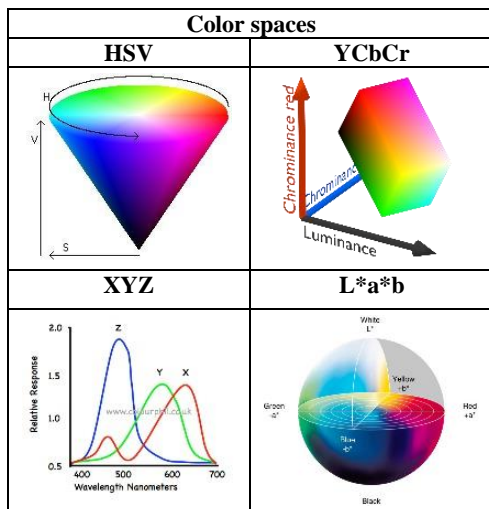 Color spaces
HSV
YCbCr
H
V
S
Chrominance red
Chrominance
Luminance
XYZ
L*a*b
2.0
1.5
1.0
0.5
Relative Response
Z
Y
X
www.colourphil.co.uk
400
500
600
700
Wavelength Nanometers
White
L*
Yellow
+b*
Green
-a*
Red
+a*
Blue
-b*
Black